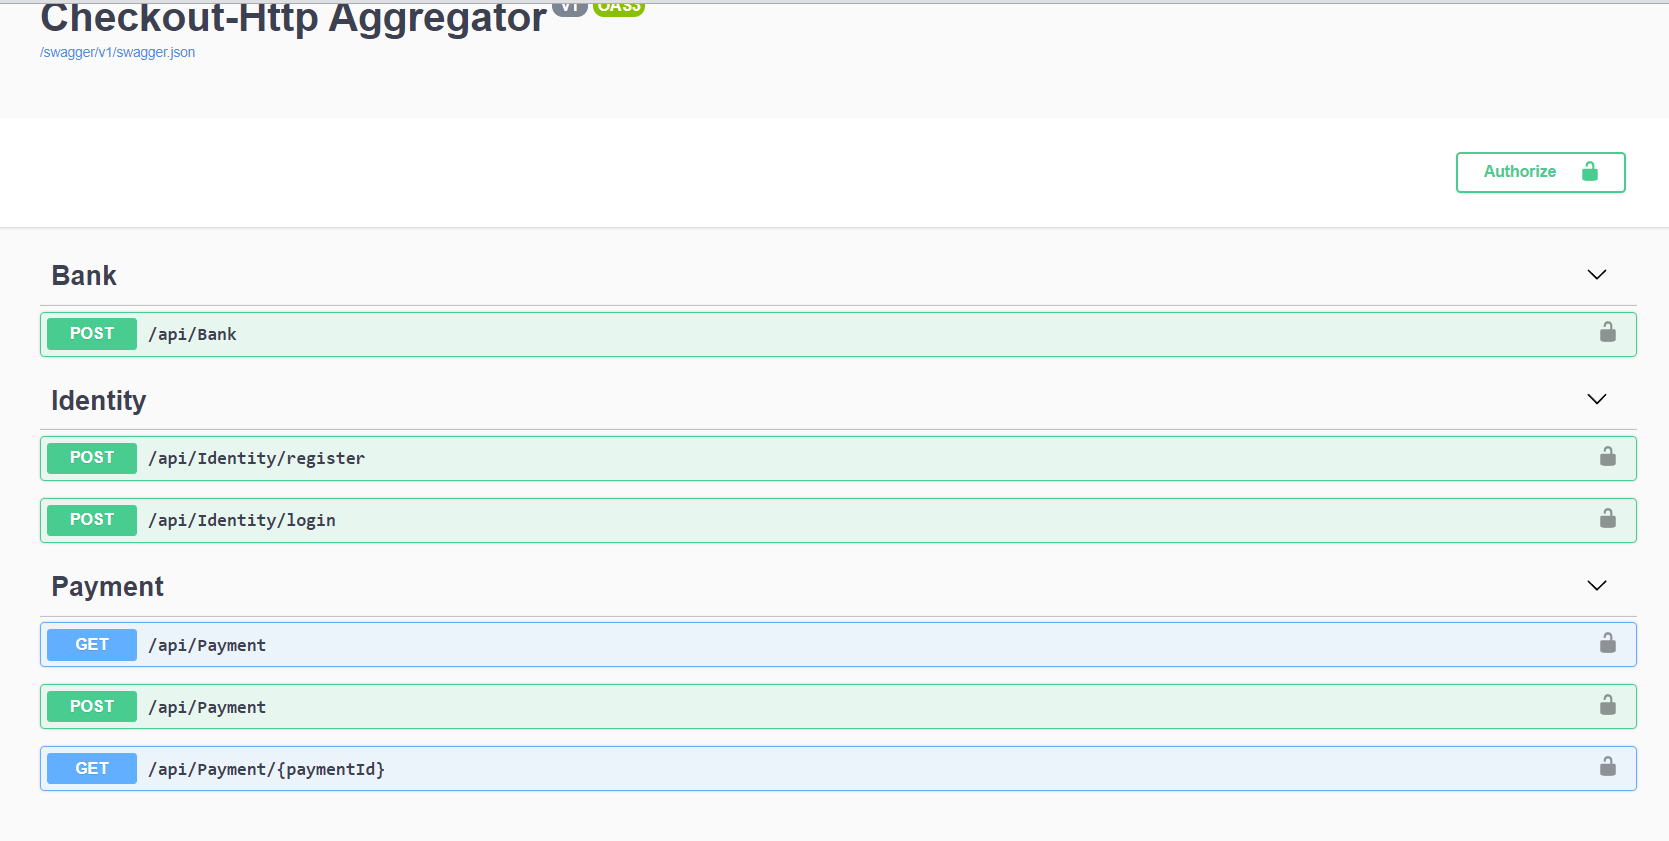 Checkout-Http Aggregator v1 OAS3
/swagger/v1/swagger.json
Authorize
Bank
POST /api/Bank
Identity
POST /api/Identity/register
POST /api/Identity/login
Payment
GET /api/Payment
POST /api/Payment
GET /api/Payment/{paymentId}